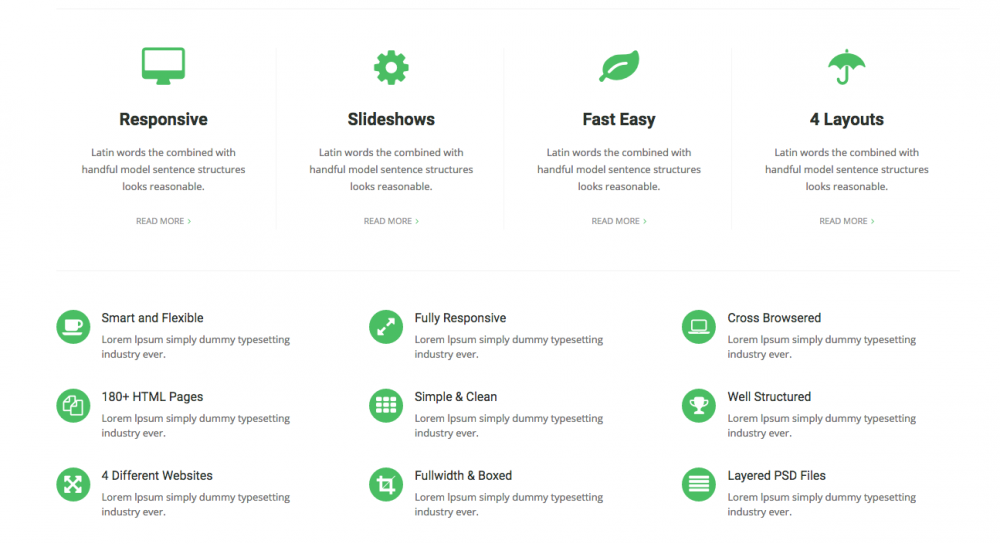 Responsive
Latin words the combined with
handful model sentence structures
looks reasonable.
READ MORE >
Slideshows
Latin words the combined with
handful model sentence structures
looks reasonable.
READ MORE >
Fast Easy
Latin words the combined with
handful model sentence structures
looks reasonable.
READ MORE >
4 Layouts
Latin words the combined with
handful model sentence structures
looks reasonable.
READ MORE >
Smart and Flexible
Lorem Ipsum simply dummy typesetting
industry ever.
Fully Responsive
Lorem Ipsum simply dummy typesetting
industry ever.
Cross Browsered
Lorem Ipsum simply dummy typesetting
industry ever.
180+ HTML Pages
Lorem Ipsum simply dummy typesetting
industry ever.
Simple & Clean
Lorem Ipsum simply dummy typesetting
industry ever.
Well Structured
Lorem Ipsum simply dummy typesetting
industry ever.
4 Different Websites
Lorem Ipsum simply dummy typesetting
industry ever.
Fullwidth & Boxed
Lorem Ipsum simply dummy typesetting
industry ever.
Layered PSD Files
Lorem Ipsum simply dummy typesetting
industry ever.